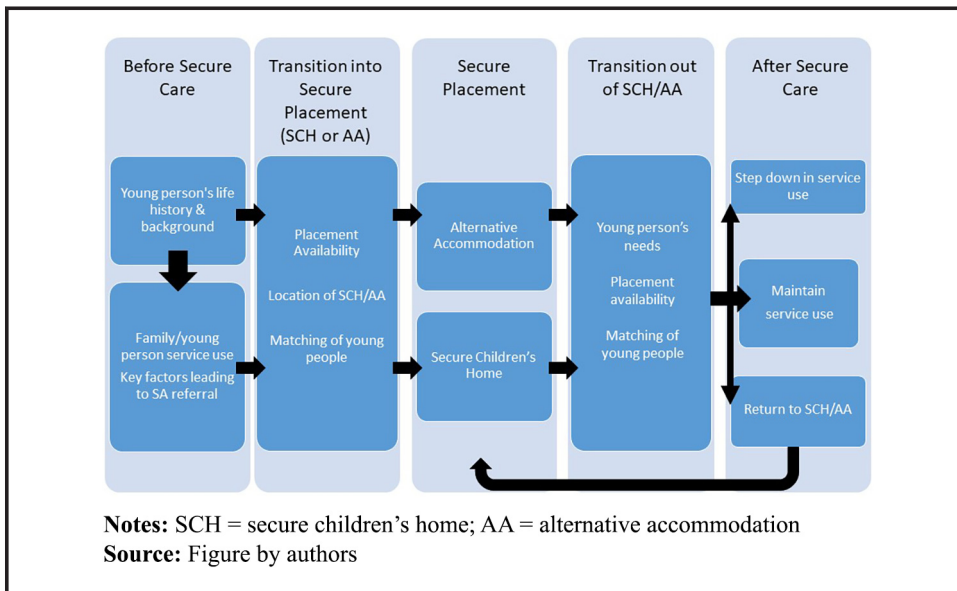 Before Secure
Care
Transition into
Secure
Placement
(SCH or AA)
Secure
Placement
Transition out
of SCH/AA
After Secure
Care
Young person's life
history &
background
Family/young
person service use
Key factors leading
to SA referral
Placement
Availability
Location of SCH/AA
Matching of young
people
Alternative
Accommodation
Secure Children's
Home
Young person's
needs
Placement
availability
Matching of
young people
Step down in service
use
Maintain
service use
Return to SCH/AA
Notes: SCH = secure children's home; AA = alternative accommodation
Source: Figure by authors